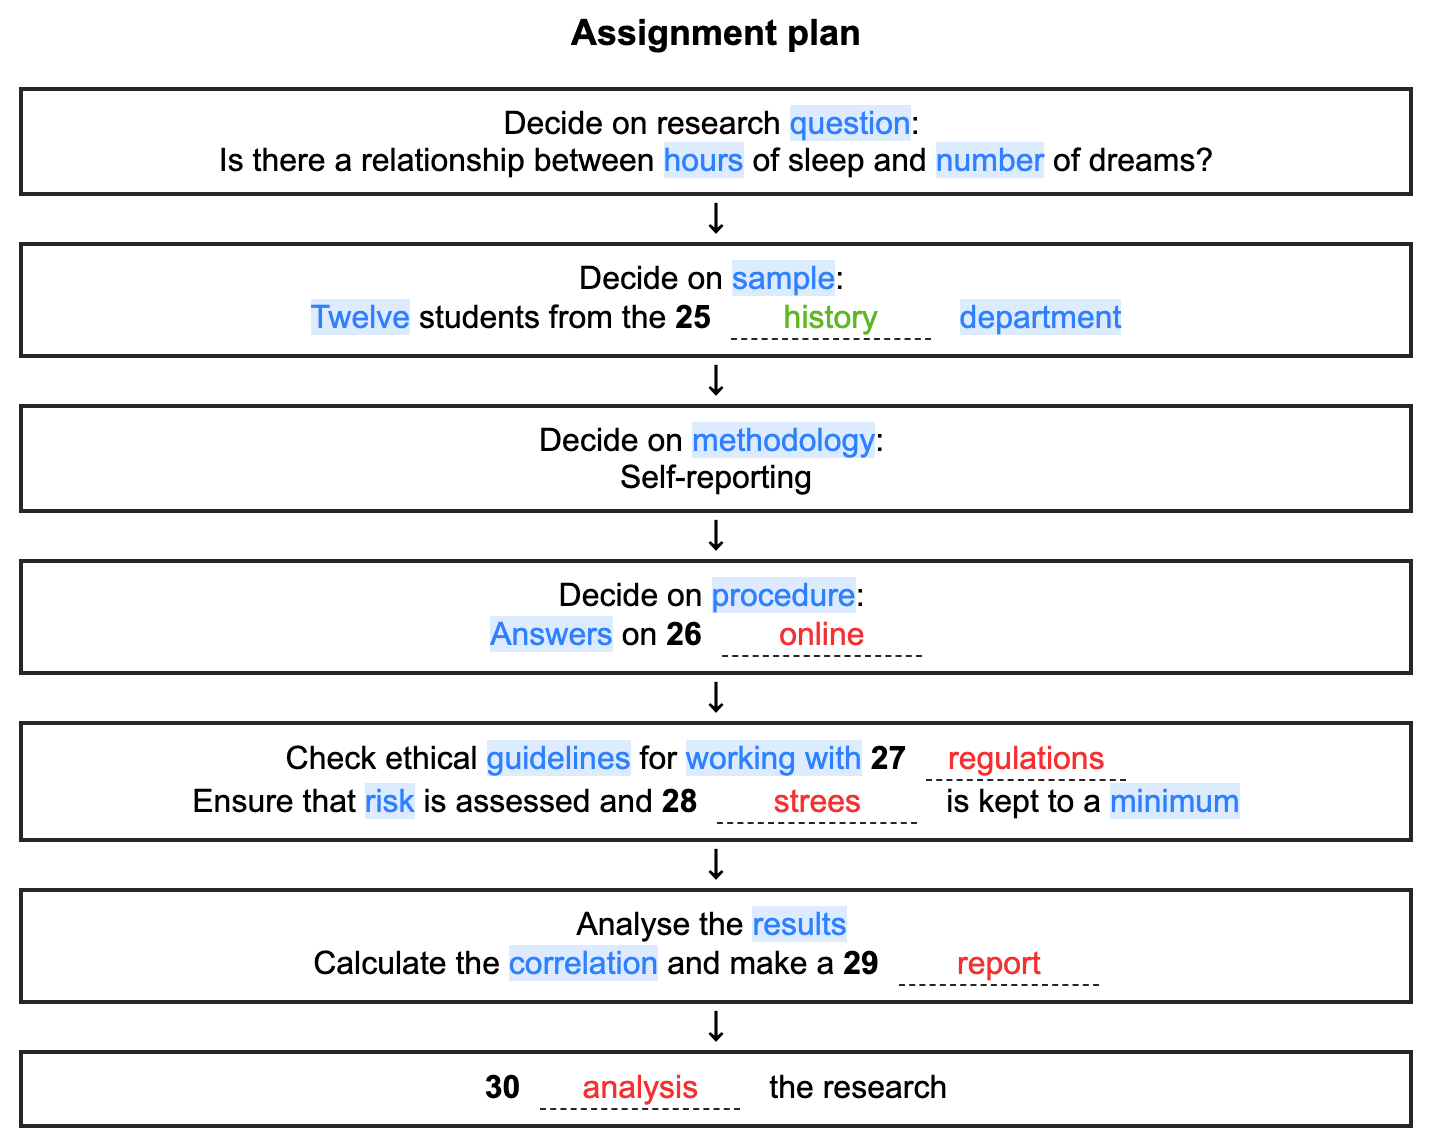 Assignment plan
Decide on research question:
Is there a relationship between hours of sleep and number of dreams?
↓
Decide on sample:
Twelve students from the 25 history department
↓
Decide on methodology:
Self-reporting
↓
Decide on procedure:
Answers on 26 online
↓
Check ethical guidelines for working with 27 regulations
Ensure that risk is assessed and 28 strees is kept to a minimum
↓
Analyse the results
Calculate the correlation and make a 29 report
↓
30 analysis the research